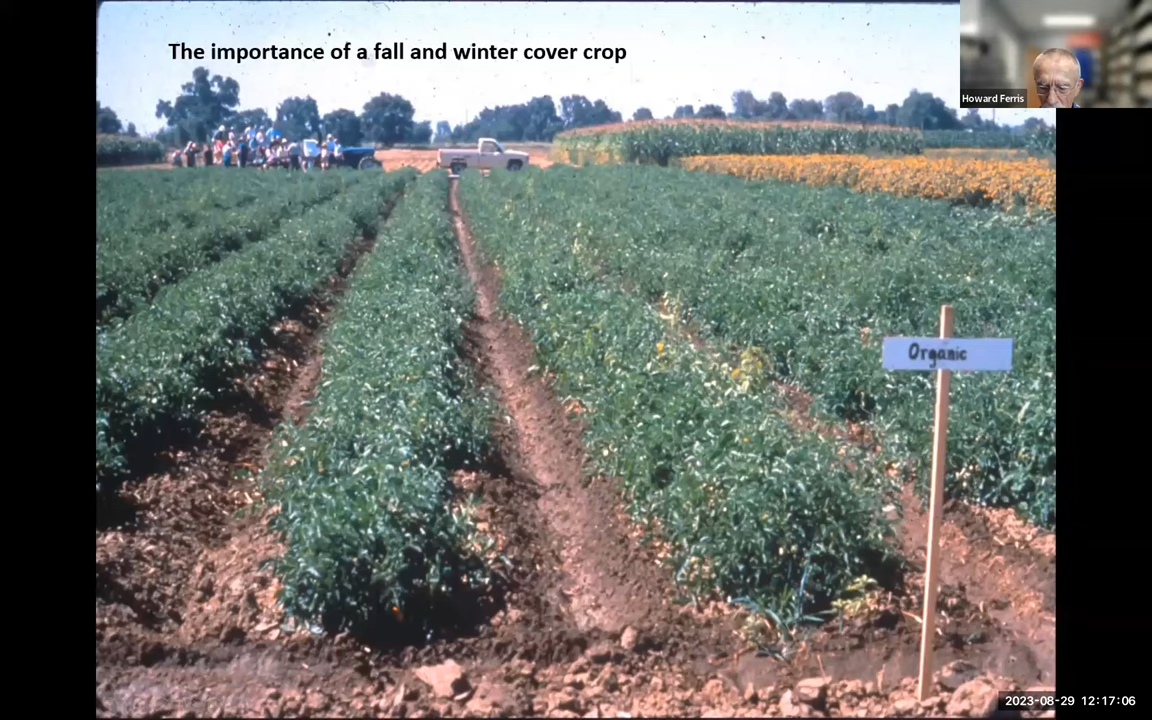 The importance of a fall and winter cover crop
Howard Ferris
Organic
2023-08-29 12:17:06